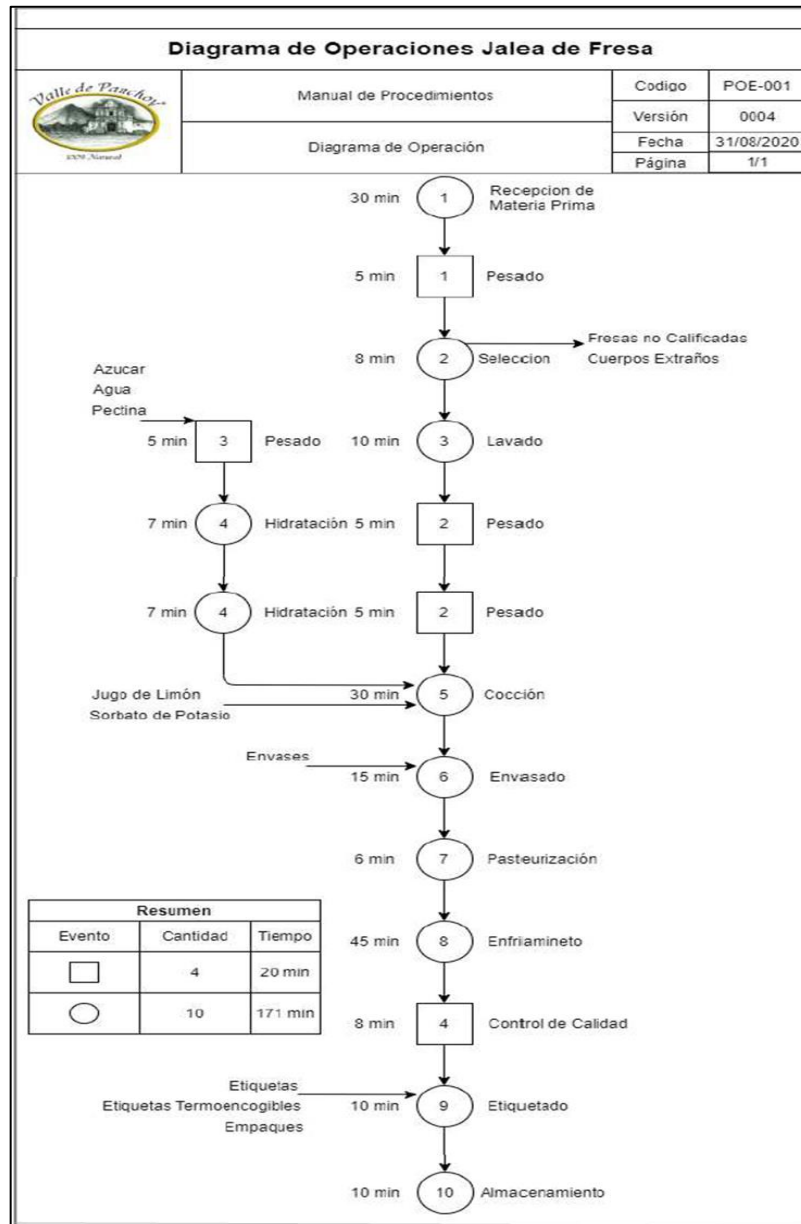 Diagrama de Operaciones Jalea de Fresa
Valle de Panchoy
100% Natural
Manual de Procedimientos
Diagrama de Operación
Codigo POE-001
Versión 0004
Fecha 31/08/2020
Página 1/1
30 min 1 Recepcion de
Materia Prima
5 min 1 Pesado
8 min 2 Seleccion
Fresas no Calificadas
Cuerpos Extraños
Azucar
Agua
Pectina
5 min 3 Pesado
10 min 3 Lavado
7 min 4 Hidratación
5 min 2 Pesado
7 min 4 Hidratación
5 min 2 Pesado
Jugo de Limón
Sorbato de Potasio
30 min 5 Cocción
Envases
15 min 6 Envasado
6 min 7 Pasteurización
45 min 8 Enfriamineto
8 min 4 Control de Calidad
Etiquetas
Etiquetas Termoencogibles
Empaques
10 min 9 Etiquetado
10 min 10 Almacenamiento
Resumen
Evento Cantidad Tiempo
4 20 min
10 171 min